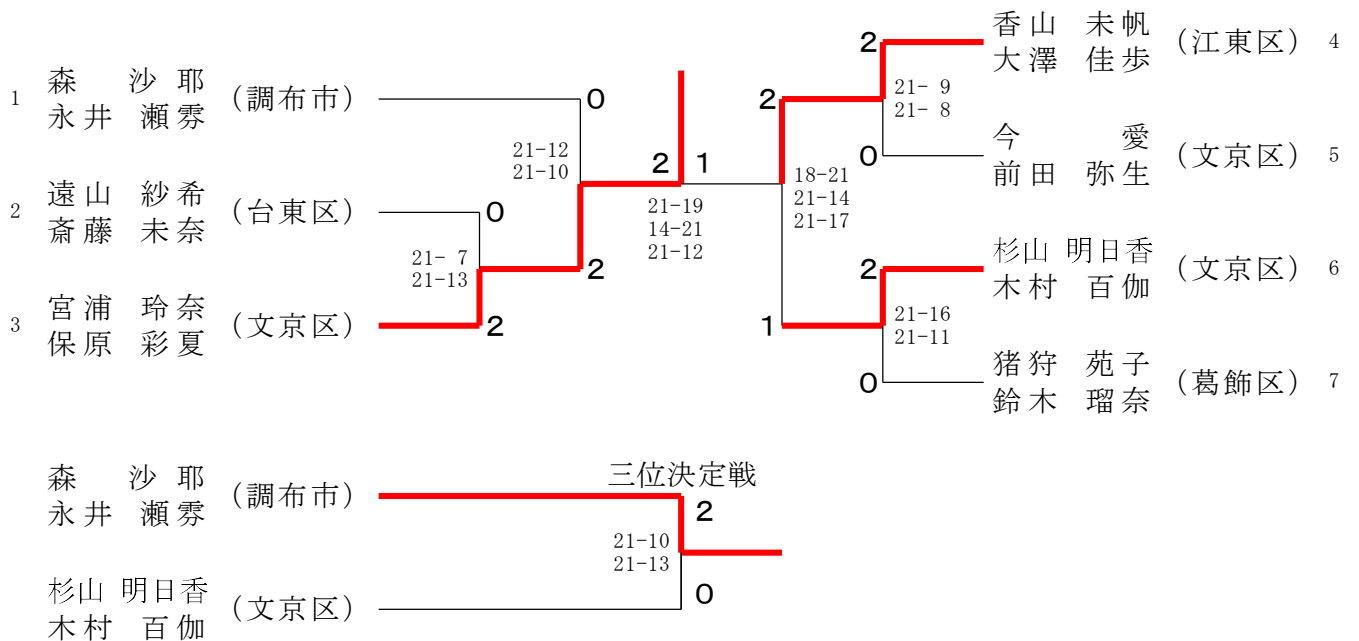 1 森 沙耶 (調布市)
永井 瀬雰
0
21-12
21-10
2 遠山 紗希 (台東区)
斎藤 未奈
0
21- 7
21-13
2
3 宮浦 玲奈 (文京区)
保原 彩夏
2
2 1
21-19
14-21
21-12
2 香山 未帆 (江東区) 4
大澤 佳歩
2
21- 9
21- 8
0 今 愛 (文京区) 5
前田 弥生
18-21
21-14
21-17
2 杉山 明日香 (文京区) 6
木村 百伽
1
21-16
21-11
0 猪狩 苑子 (葛飾区) 7
鈴木 瑠奈
三位決定戦
森 沙耶 (調布市)
永井 瀬雰
2
21-10
21-13
0
杉山 明日香 (文京区)
木村 百伽